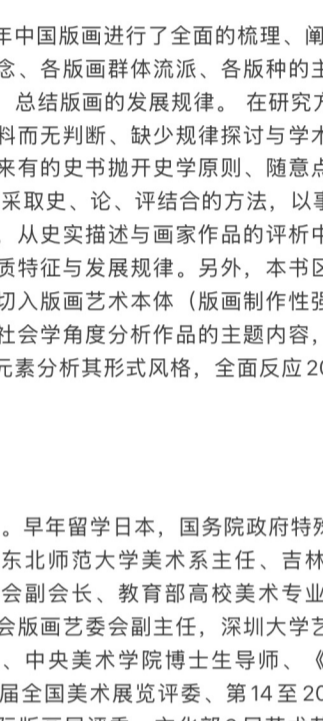 年中国版画进行了全面的梳理、阐
念、各版画群体流派、各版种的主
总结版画的发展规律。 在研究方
料而无判断、缺少规律探讨与学术
来有的史书抛开史学原则、随意点
采取史、论、评结合的方法，以事
从史实描述与画家作品的评析中
质特征与发展规律。另外，本书区
切入版画艺术本体（版画制作性强
社会学角度分析作品的主题内容，
元素分析其形式风格，全面反应20
。早年留学日本，国务院政府特殊
东北师范大学美术系主任、吉林
会副会长、教育部高校美术专业
会版画艺委会副主任，深圳大学艺
、中央美术学院博士生导师、《
届全国美术展览评委、第14至20